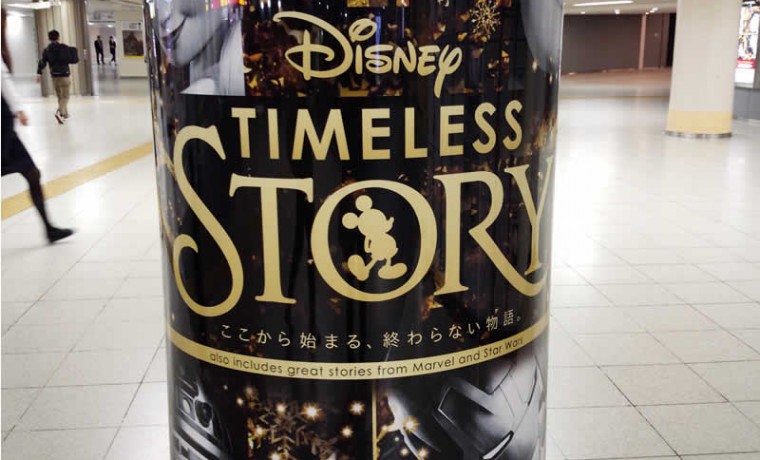 Disney
TIMELESS
STORY
ここから始まる、終わらない物語。
also includes great stories from Marvel and Star Wars